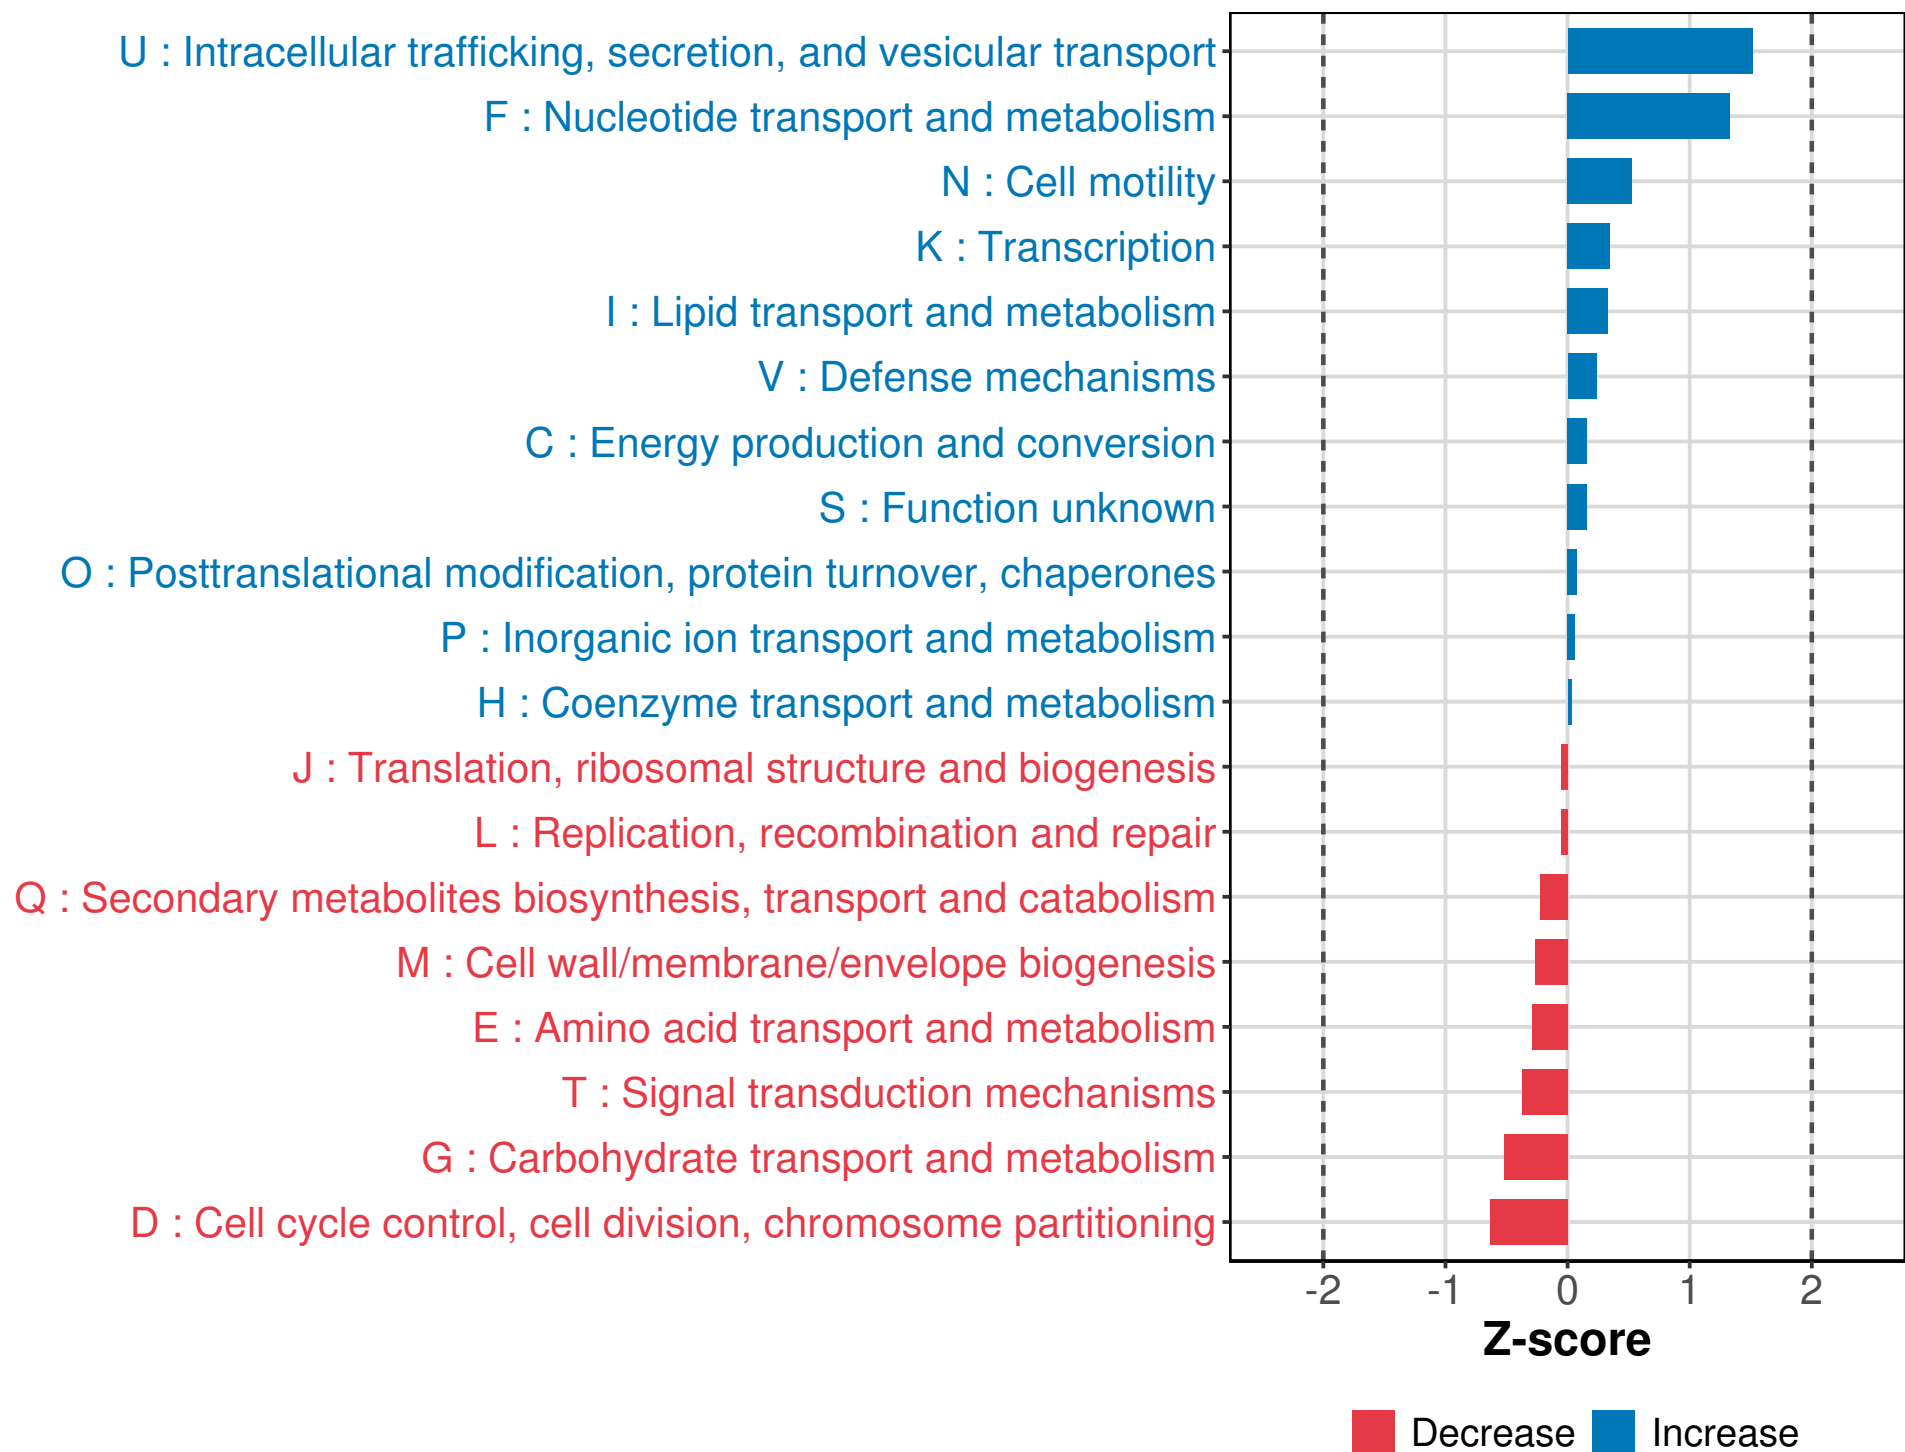 U : Intracellular trafficking, secretion, and vesicular transport
F : Nucleotide transport and metabolism
N : Cell motility
K : Transcription
I : Lipid transport and metabolism
V : Defense mechanisms
C : Energy production and conversion
S : Function unknown
O : Posttranslational modification, protein turnover, chaperones
P : Inorganic ion transport and metabolism
H : Coenzyme transport and metabolism
J : Translation, ribosomal structure and biogenesis
L : Replication, recombination and repair
Q : Secondary metabolites biosynthesis, transport and catabolism
M : Cell wall/membrane/envelope biogenesis
E : Amino acid transport and metabolism
T : Signal transduction mechanisms
G : Carbohydrate transport and metabolism
D : Cell cycle control, cell division, chromosome partitioning
-2 -1 0 1 2
Z-score
Decrease Increase